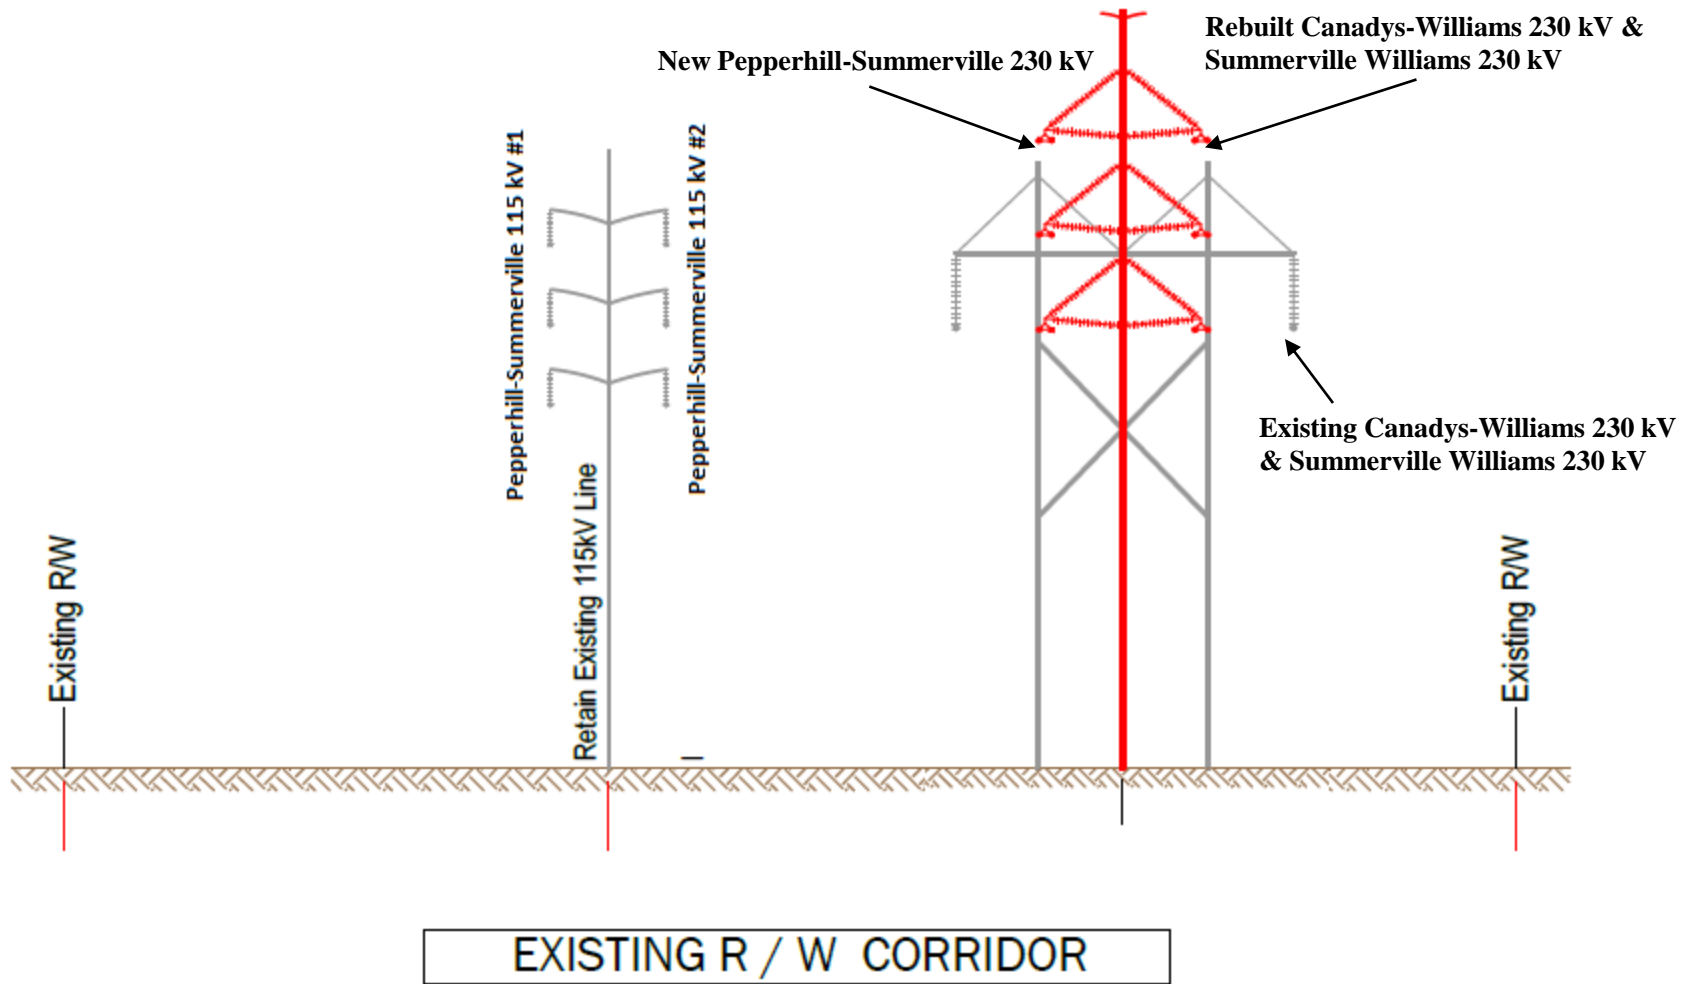 Rebuilt Canadys-Williams 230 kV &
Summerville Williams 230 kV
New Pepperhill-Summerville 230 kV
Pepperhill-Summerville 115 kV #1
Pepperhill-Summerville 115 kV #2
Existing Canadys-Williams 230 kV
& Summerville Williams 230 kV
Existing R/W
Retain Existing 115kV Line
Existing R/W
EXISTING R / W CORRIDOR